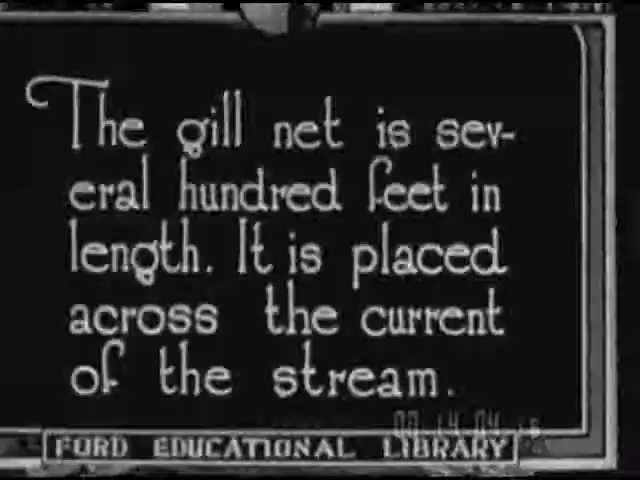 The gill net is sev-
eral hundred feet in
length. It is placed
across the current
of the stream.
FORD EDUCATIONAL LIBRARY